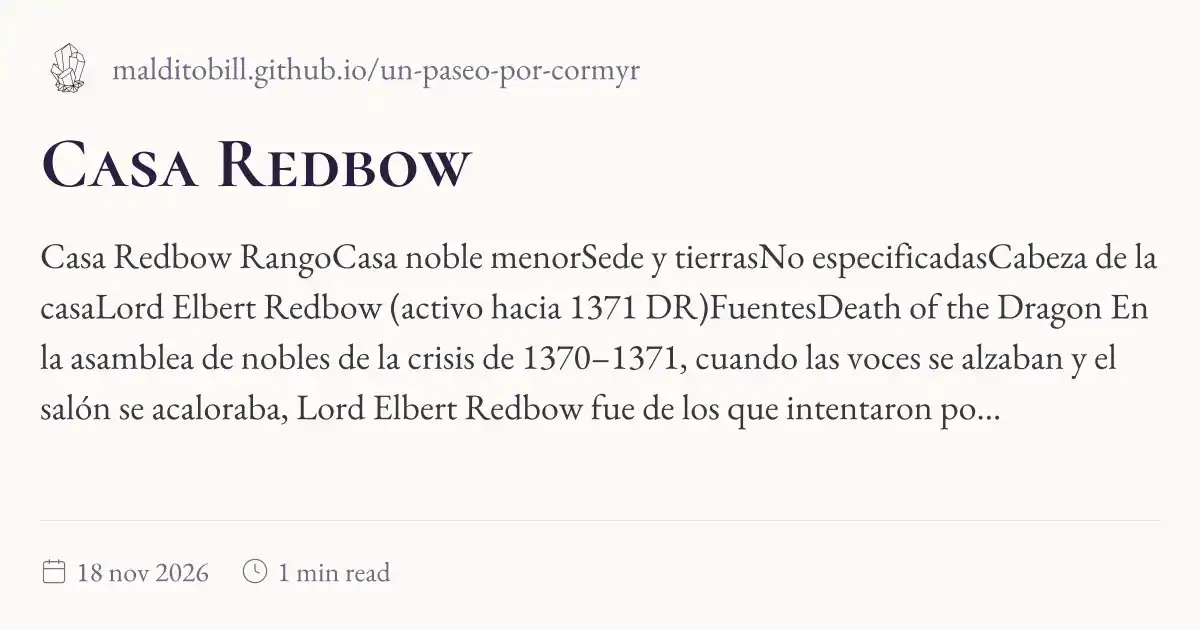 malditobill.github.io/un-paseo-por-cormyr
Casa Redbow
Casa Redbow RangoCasa noble menorSede y tierrasNo especificadasCabeza de la
casaLord Elbert Redbow (activo hacia 1371 DR)FuentesDeath of the Dragon En
la asamblea de nobles de la crisis de 1370–1371, cuando las voces se alzaban y el
salón se acaloraba, Lord Elbert Redbow fue de los que intentaron po...
18 nov 2026
1 min read